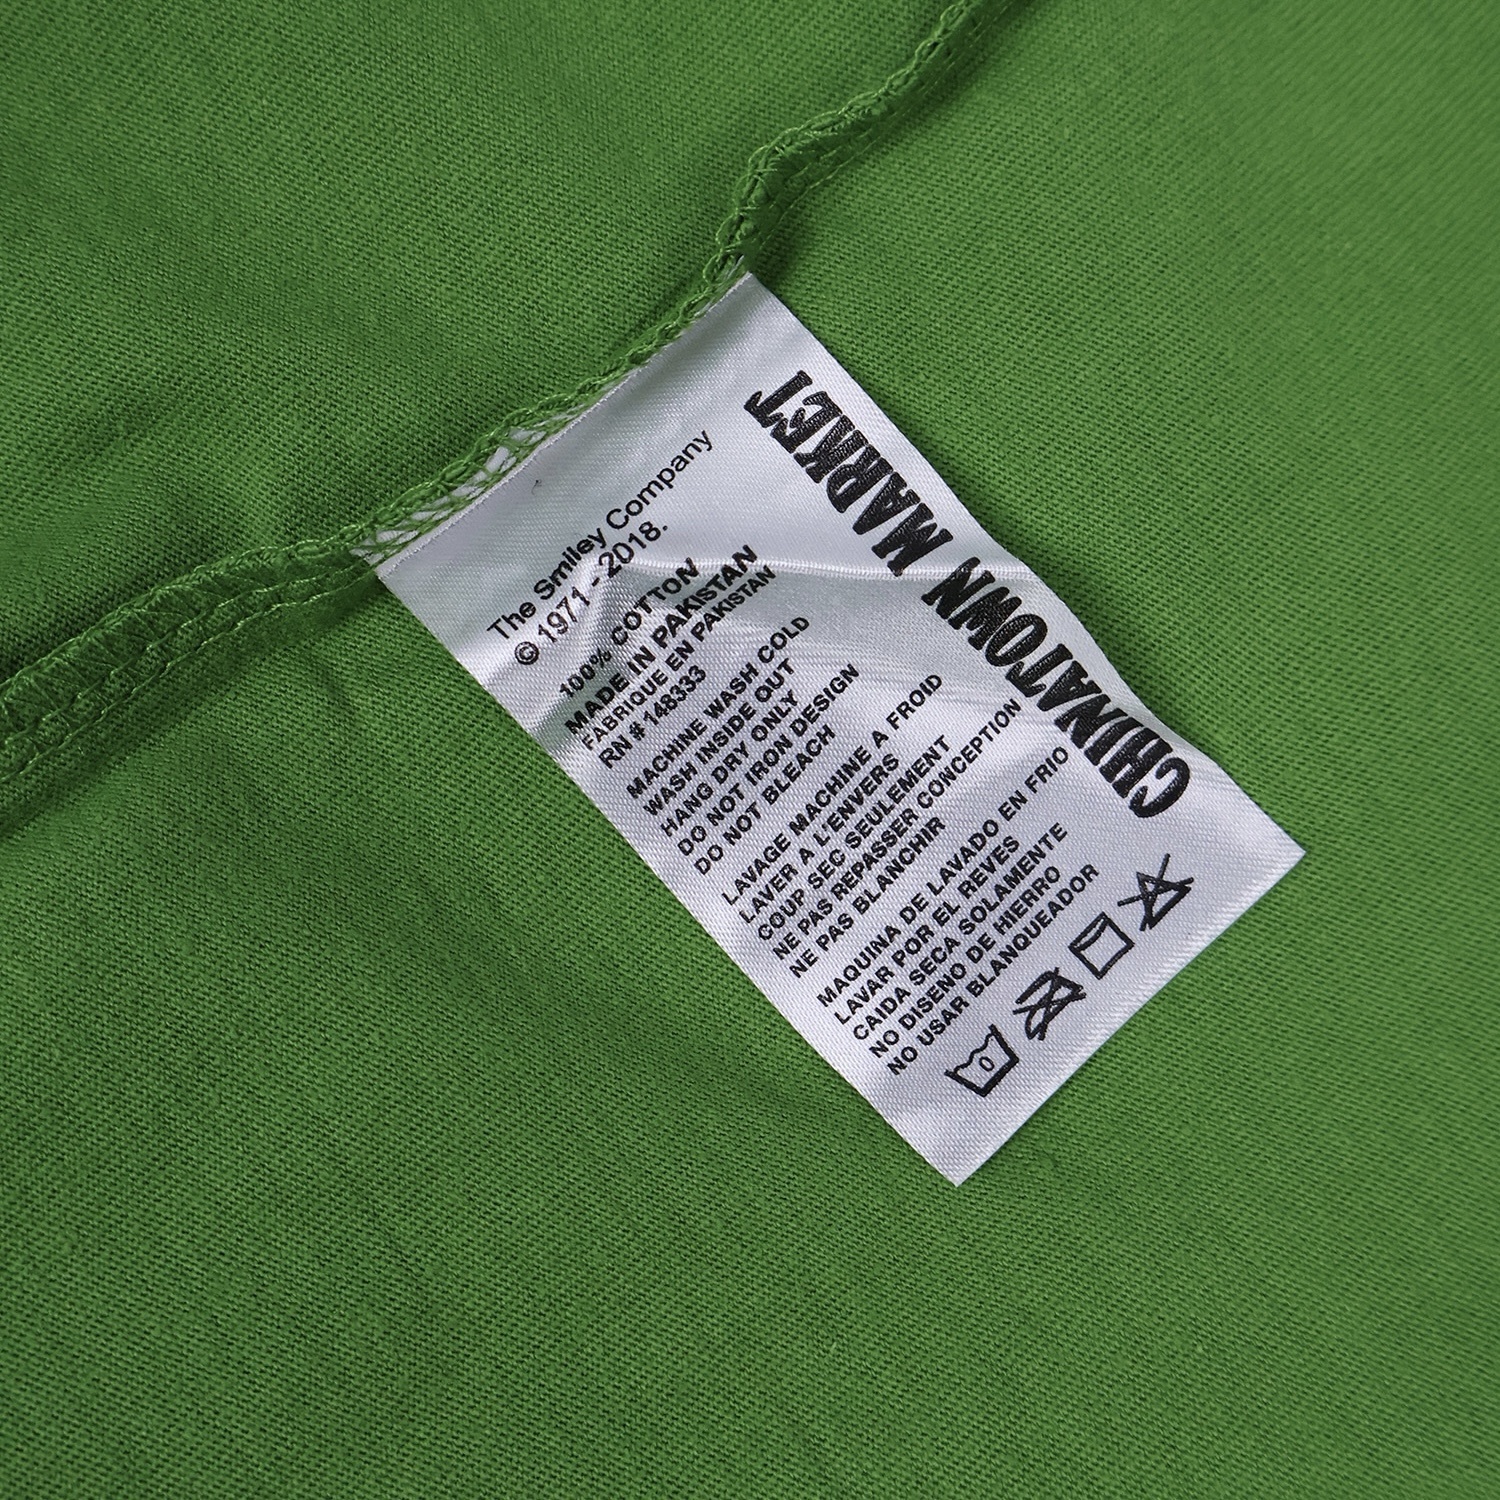 The Smiley Company
© 1971 - 2018.
100% COTTON
MADE IN PAKISTAN
FABRIQUE EN PAKISTAN
RN # 148333
MACHINE WASH COLD
WASH INSIDE OUT
HANG DRY ONLY
DO NOT IRON DESIGN
DO NOT BLEACH
LAVAGE MACHINE A FROID
LAVER A L'ENVERS
COUP SEC SEULEMENT
NE PAS REPASSER CONCEPTION
NE PAS BLANCHIR
MAQUINA DE LAVADO EN FRIO
LAVAR POR EL REVES
CAIDA SECA SOLAMENTE
NO DISENO DE HIERRO
NO USAR BLANQUEADOR
0
CHINATOWN MARKET